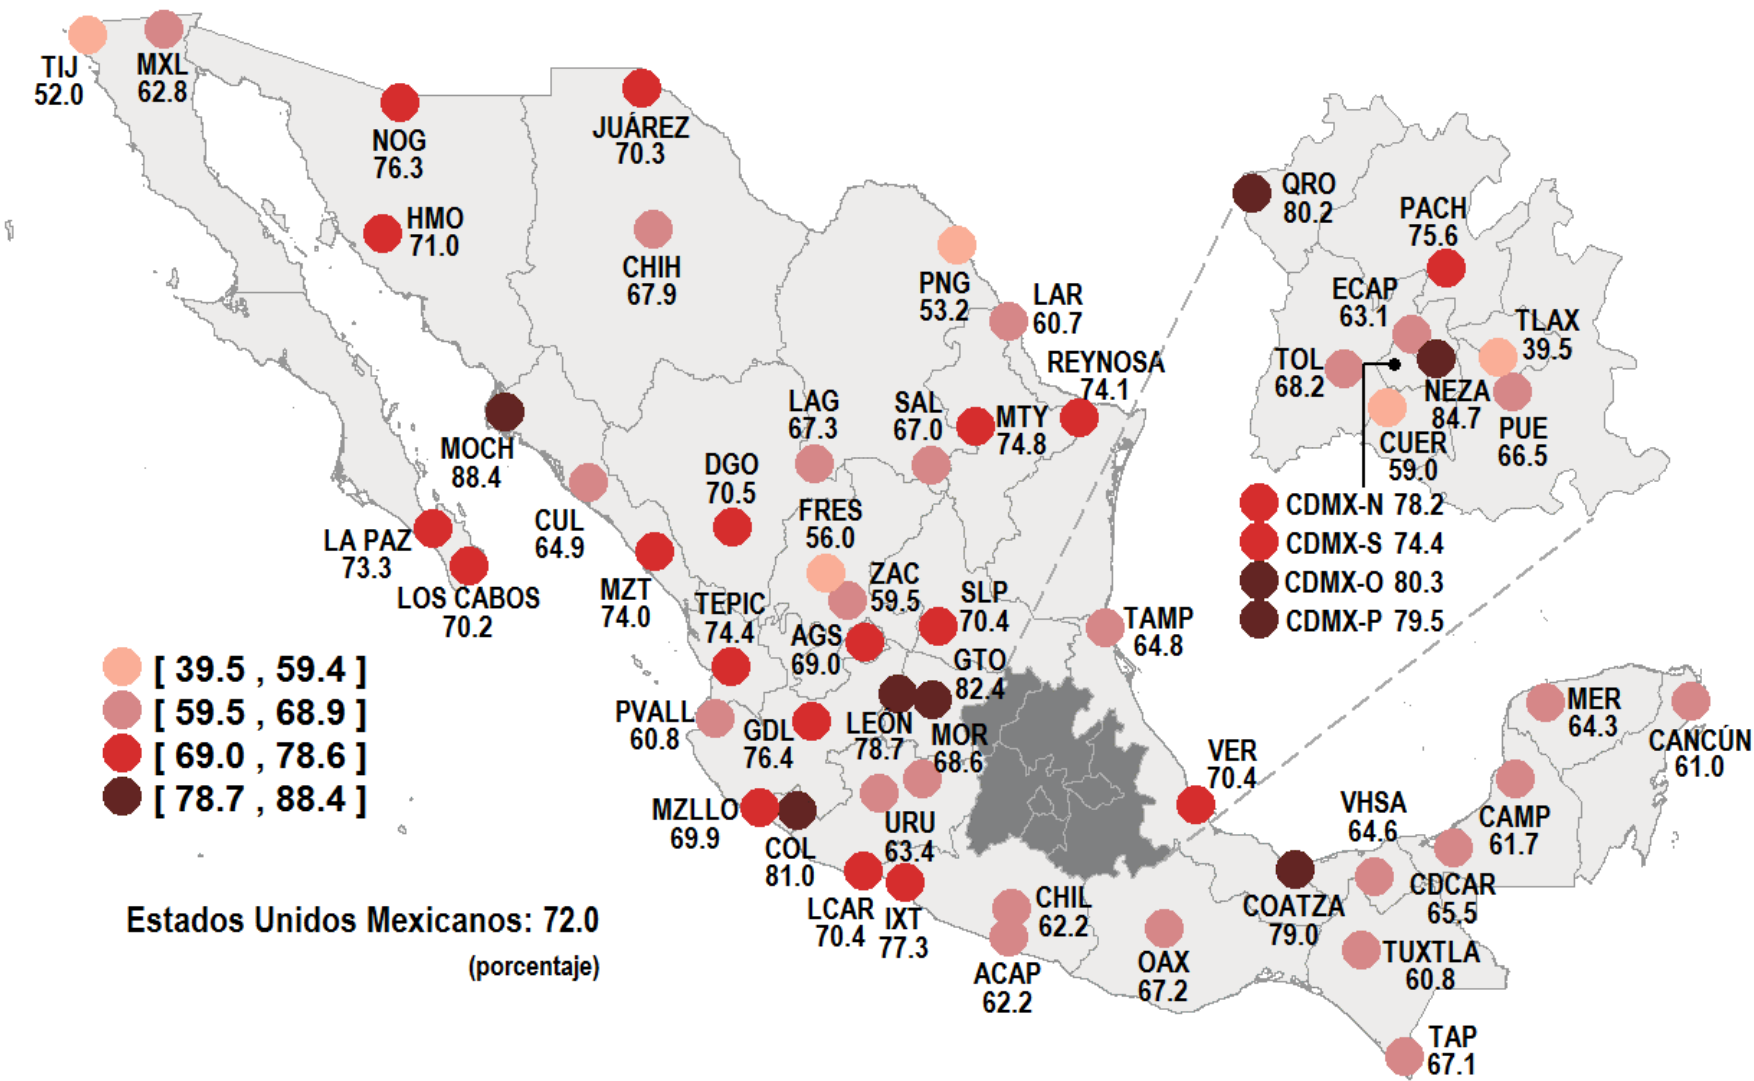 TIJ
52.0
MXL
62.8
NOG
76.3
JUÁREZ
70.3
HMO
71.0
CHIH
67.9
PNG
53.2
LAR
60.7
REYNOSA
74.1
LAG
67.3
SAL
67.0
MTY
74.8
MOCH
88.4
DGO
70.5
CUL
64.9
FRES
56.0
LA PAZ
73.3
LOS CABOS
70.2
MZT
74.0
TEPIC
74.4
ZAC
59.5
SLP
70.4
AGS
69.0
TAMP
64.8
GTO
82.4
PVALL
60.8
GDL
76.4
LEÓN
78.7
MOR
68.6
MZLLO
69.9
COL
81.0
URU
63.4
LCAR
70.4
IXT
77.3
CHIL
62.2
ACAP
62.2
OAX
67.2
VER
70.4
COATZA
79.0
VHSA
64.6
CDCAR
65.5
CAMP
61.7
MER
64.3
CANCÚN
61.0
TUXTLA
60.8
TAP
67.1
QRO
80.2
PACH
75.6
ECAP
63.1
TLAX
39.5
TOL
68.2
NEZA
84.7
CUER
59.0
PUE
66.5
CDMX-N 78.2
CDMX-S 74.4
CDMX-O 80.3
CDMX-P 79.5
[ 39.5 , 59.4 ]
[ 59.5 , 68.9 ]
[ 69.0 , 78.6 ]
[ 78.7 , 88.4 ]
Estados Unidos Mexicanos: 72.0
(porcentaje)